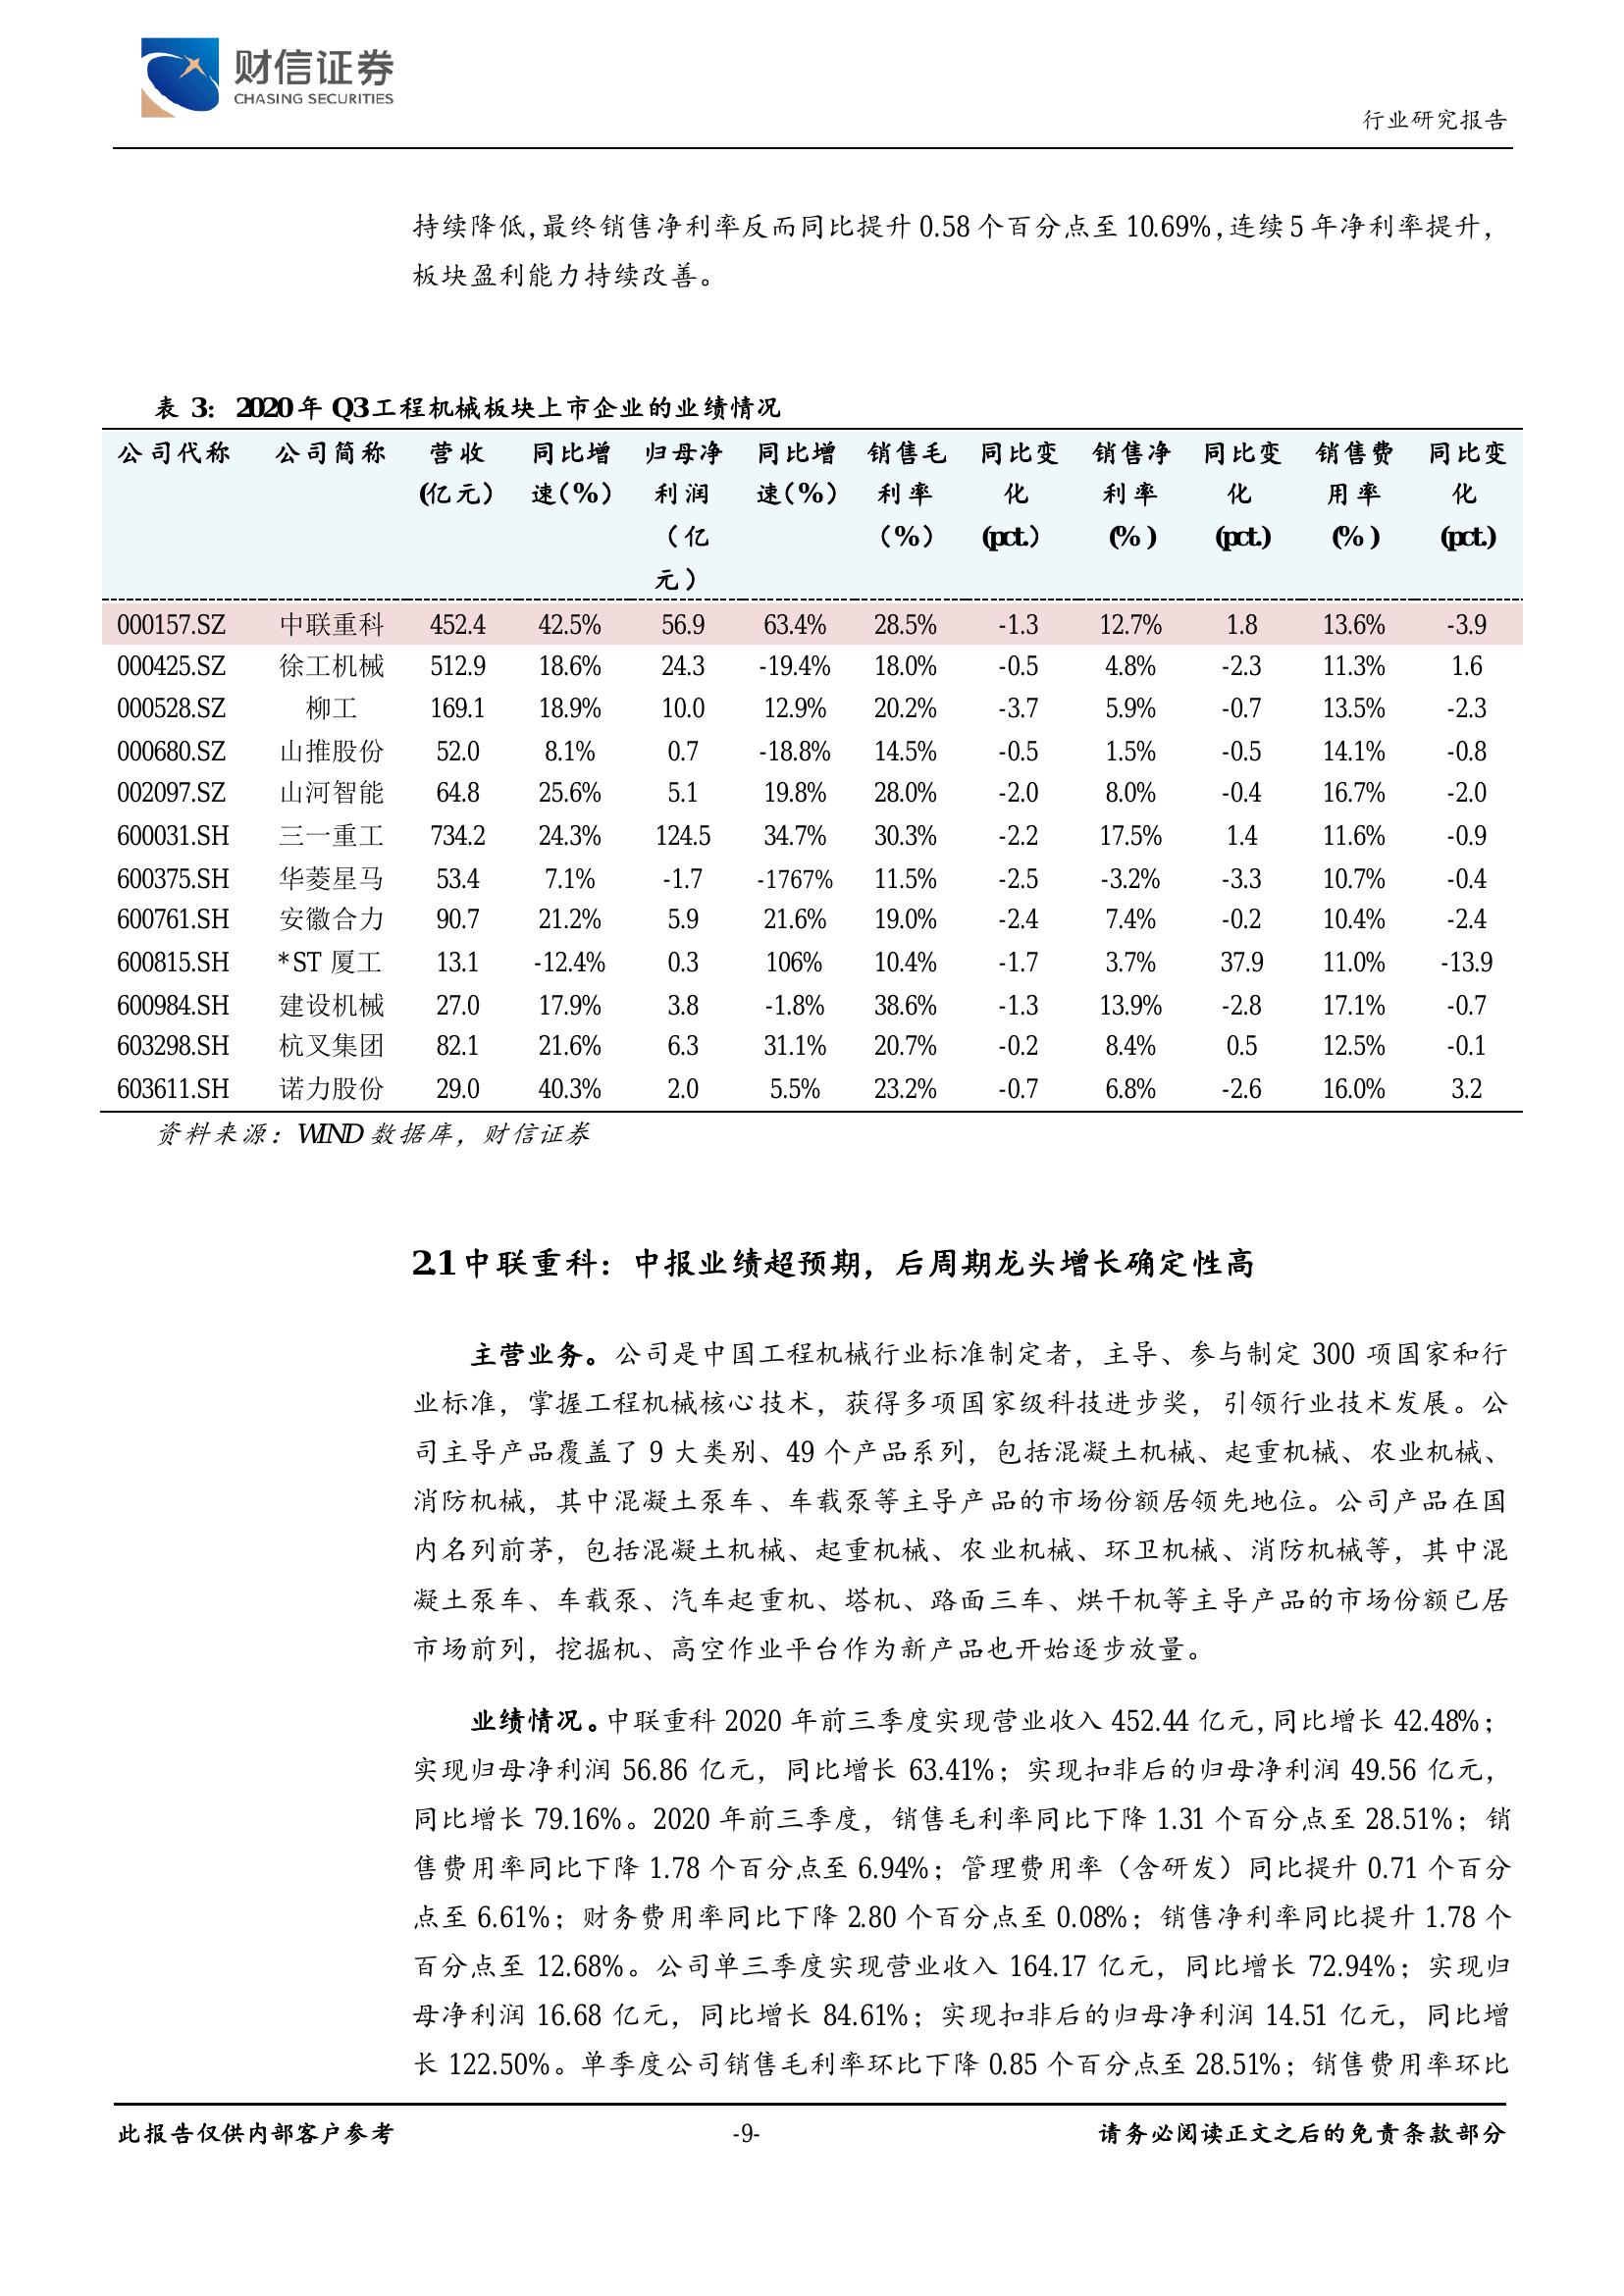 财信证券
CHASING SECURITIES
行业研究报告
持续降低,最终销售净利率反而同比提升 0.58 个百分点至 10.69%,连续 5 年净利率提升,
板块盈利能力持续改善。
表 3: 2020 年 Q3 工程机械板块上市企业的业绩情况
公司代称 公司简称 营收 同比增 归母净 同比增 销售毛 同比变 销售净 同比变 销售费 同比变
(亿元) 速(%) 利润 速(%) 利率 化 利率 化 用率 化
(亿 (%) (pct.) (%) (pct.) (%) (pct.)
元)
000157.SZ 中联重科 452.4 42.5% 56.9 63.4% 28.5% -1.3 12.7% 1.8 13.6% -3.9
000425.SZ 徐工机械 512.9 18.6% 24.3 -19.4% 18.0% -0.5 4.8% -2.3 11.3% 1.6
000528.SZ 柳工 169.1 18.9% 10.0 12.9% 20.2% -3.7 5.9% -0.7 13.5% -2.3
000680.SZ 山推股份 52.0 8.1% 0.7 -18.8% 14.5% -0.5 1.5% -0.5 14.1% -0.8
002097.SZ 山河智能 64.8 25.6% 5.1 19.8% 28.0% -2.0 8.0% -0.4 16.7% -2.0
600031.SH 三一重工 734.2 24.3% 124.5 34.7% 30.3% -2.2 17.5% 1.4 11.6% -0.9
600375.SH 华菱星马 53.4 7.1% -1.7 -1767% 11.5% -2.5 -3.2% -3.3 10.7% -0.4
600761.SH 安徽合力 90.7 21.2% 5.9 21.6% 19.0% -2.4 7.4% -0.2 10.4% -2.4
600815.SH *ST 厦工 13.1 -12.4% 0.3 106% 10.4% -1.7 3.7% 37.9 11.0% -13.9
600984.SH 建设机械 27.0 17.9% 3.8 -1.8% 38.6% -1.3 13.9% -2.8 17.1% -0.7
603298.SH 杭叉集团 82.1 21.6% 6.3 31.1% 20.7% -0.2 8.4% 0.5 12.5% -0.1
603611.SH 诺力股份 29.0 40.3% 2.0 5.5% 23.2% -0.7 6.8% -2.6 16.0% 3.2
资料来源:WIND 数据库,财信证券
2.1 中联重科:中报业绩超预期,后周期龙头增长确定性高
主营业务。公司是中国工程机械行业标准制定者,主导、参与制定 300 项国家和行
业标准,掌握工程机械核心技术,获得多项国家级科技进步奖,引领行业技术发展。公
司主导产品覆盖了 9 大类别、49 个产品系列,包括混凝土机械、起重机械、农业机械、
消防机械,其中混凝土泵车、车载泵等主导产品的市场份额居领先地位。公司产品在国
内名列前茅,包括混凝土机械、起重机械、农业机械、环卫机械、消防机械等,其中混
凝土泵车、车载泵、汽车起重机、塔机、路面三车、烘干机等主导产品的市场份额已居
市场前列,挖掘机、高空作业平台作为新产品也开始逐步放量。
业绩情况。中联重科 2020 年前三季度实现营业收入 452.44 亿元,同比增长 42.48%;
实现归母净利润 56.86 亿元,同比增长 63.41%;实现扣非后的归母净利润 49.56 亿元,
同比增长 79.16%。2020 年前三季度,销售毛利率同比下降 1.31 个百分点至 28.51%;销
售费用率同比下降 1.78 个百分点至 6.94%;管理费用率(含研发)同比提升 0.71 个百分
点至 6.61%;财务费用率同比下降 2.80 个百分点至 0.08%;销售净利率同比提升 1.78 个
百分点至 12.68%。公司单三季度实现营业收入 164.17 亿元,同比增长 72.94%;实现归
母净利润 16.68 亿元,同比增长 84.61%;实现扣非后的归母净利润 14.51 亿元,同比增
长 122.50%。单季度公司销售毛利率环比下降 0.85 个百分点至 28.51%;销售费用率环比
此报告仅供内部客户参考 -9- 请务必阅读正文之后的免责条款部分